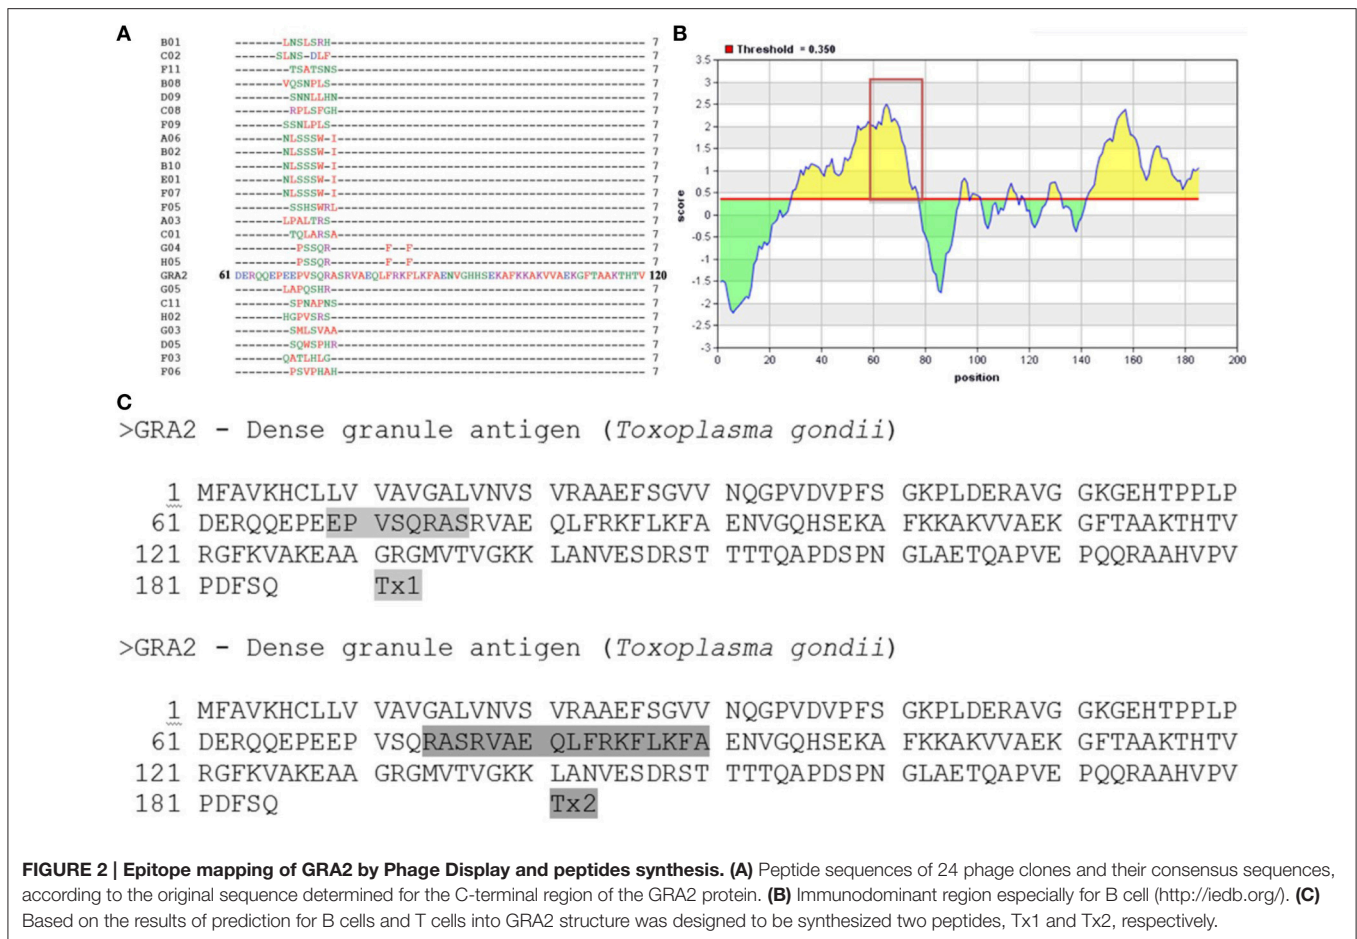 A
B01 -------LNSLSRH---------------------------------------------- 7
C02 ------SLNS-DLF---------------------------------------------- 7
F11 --------TSATSNS--------------------------------------------- 7
B08 -------VQSNPLS---------------------------------------------- 7
D09 --------SNNLLHN--------------------------------------------- 7
C08 --------RPLSFGH--------------------------------------------- 7
F09 -------SSNLPLS---------------------------------------------- 7
A06 -------NLSSSW-I--------------------------------------------- 7
B02 -------NLSSSW-I--------------------------------------------- 7
B10 -------NLSSSW-I--------------------------------------------- 7
E01 -------NLSSSW-I--------------------------------------------- 7
F07 -------NLSSSW-I--------------------------------------------- 7
F05 --------SSHSWRL--------------------------------------------- 7
A03 -------LPALTRS---------------------------------------------- 7
C01 --------TQLARSA--------------------------------------------- 7
G04 ---------PSSQR--------F--F---------------------------------- 7
H05 ---------PSSQR--------F--F---------------------------------- 7
GRA2 61 DERQQEPEEPVSQRASRVAEQLFRKFLKFAENVGHHSEKAFKKAKVVAEKGFTAAKTHTV 120
G05 -------LAPQSHR---------------------------------------------- 7
C11 --------SPNAPNS--------------------------------------------- 7
H02 -------HGPVSRS---------------------------------------------- 7
G03 --------SMLSVAA--------------------------------------------- 7
D05 --------SQWSPHR--------------------------------------------- 7
F03 -------QATLHLG---------------------------------------------- 7
F06 --------PSVPHAH--------------------------------------------- 7
B
Threshold = 0.350
3.5
3
2.5
2
1.5
1
0.5
0
-0.5
-1
-1.5
-2
-2.5
-3
score
0 20 40 60 80 100 120 140 160 180 200
position
C
>GRA2 - Dense granule antigen (Toxoplasma gondii)
1 MFAVKHCLLV VAVGALVNVS VRAAEFSGVV NQGPVDVPFS GKPLDERAVG GKGEHTPPLP
61 DERQQEPEEP VSQRASRVAE QLFRKFLKFA ENVGQHSEKA FKKAKVVAEK GFTAAKTHTV
121 RGFKVAKEAA GRGMVTVGKK LANVESDRST TTTQAPDSPN GLAETQAPVE PQQRAAHVPV
181 PDFSQ Tx1
>GRA2 - Dense granule antigen (Toxoplasma gondii)
1 MFAVKHCLLV VAVGALVNVS VRAAEFSGVV NQGPVDVPFS GKPLDERAVG GKGEHTPPLP
61 DERQQEPEEP VSQRASRVAE QLFRKFLKFA ENVGQHSEKA FKKAKVVAEK GFTAAKTHTV
121 RGFKVAKEAA GRGMVTVGKK LANVESDRST TTTQAPDSPN GLAETQAPVE PQQRAAHVPV
181 PDFSQ Tx2
FIGURE 2 | Epitope mapping of GRA2 by Phage Display and peptides synthesis. (A) Peptide sequences of 24 phage clones and their consensus sequences,
according to the original sequence determined for the C-terminal region of the GRA2 protein. (B) Immunodominant region especially for B cell (http://iedb.org/). (C)
Based on the results of prediction for B cells and T cells into GRA2 structure was designed to be synthesized two peptides, Tx1 and Tx2, respectively.